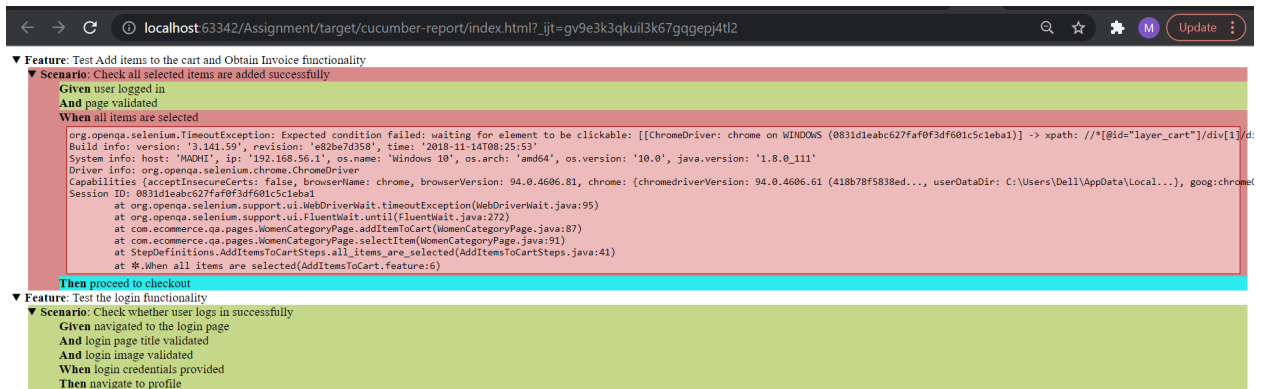 localhost:63342/Assignment/target/cucumber-report/index.html?_ijt=gv9e3k3qkuil3k67gqgepj4tl2
M
Update
Feature: Test Add items to the cart and Obtain Invoice functionality
Scenario: Check all selected items are added successfully
Given user logged in
And page validated
When all items are selected
org.openqa.selenium.TimeoutException: Expected condition failed: waiting for element to be clickable: [[ChromeDriver: chrome on WINDOWS (0831d1eabc627faf0f3df601c5c1eba1)] -> xpath: //*[@id="layer_cart"]/div[1]/di
Build info: version: '3.141.59', revision: 'e82be7d358', time: '2018-11-14T08:25:53'
System info: host: 'MADHI', ip: '192.168.56.1', os.name: 'Windows 10', os.arch: 'amd64', os.version: '10.0', java.version: '1.8.0_111'
Driver info: org.openqa.selenium.chrome.ChromeDriver
Capabilities {acceptInsecureCerts: false, browserName: chrome, browserVersion: 94.0.4606.81, chrome: {chromedriverVersion: 94.0.4606.61 (418b78f5838ed..., userDataDir: C:\Users\Dell\AppData\Local...}, goog:chromeO
Session ID: 0831d1eabc627faf0f3df601c5c1eba1
at org.openqa.selenium.support.ui.WebDriverWait.timeoutException(WebDriverWait.java:95)
at org.openqa.selenium.support.ui.FluentWait.until(FluentWait.java:272)
at com.ecommerce.qa.pages.WomenCategoryPage.addItemToCart(WomenCategoryPage.java:87)
at com.ecommerce.qa.pages.WomenCategoryPage.selectItem(WomenCategoryPage.java:91)
at StepDefinitions.AddItemsToCartSteps.all_items_are_selected(AddItemsToCartSteps.java:41)
at ✽.When all items are selected(AddItemsToCart.feature:6)
Then proceed to checkout
Feature: Test the login functionality
Scenario: Check whether user logs in successfully
Given navigated to the login page
And login page title validated
And login image validated
When login credentials provided
Then navigate to profile